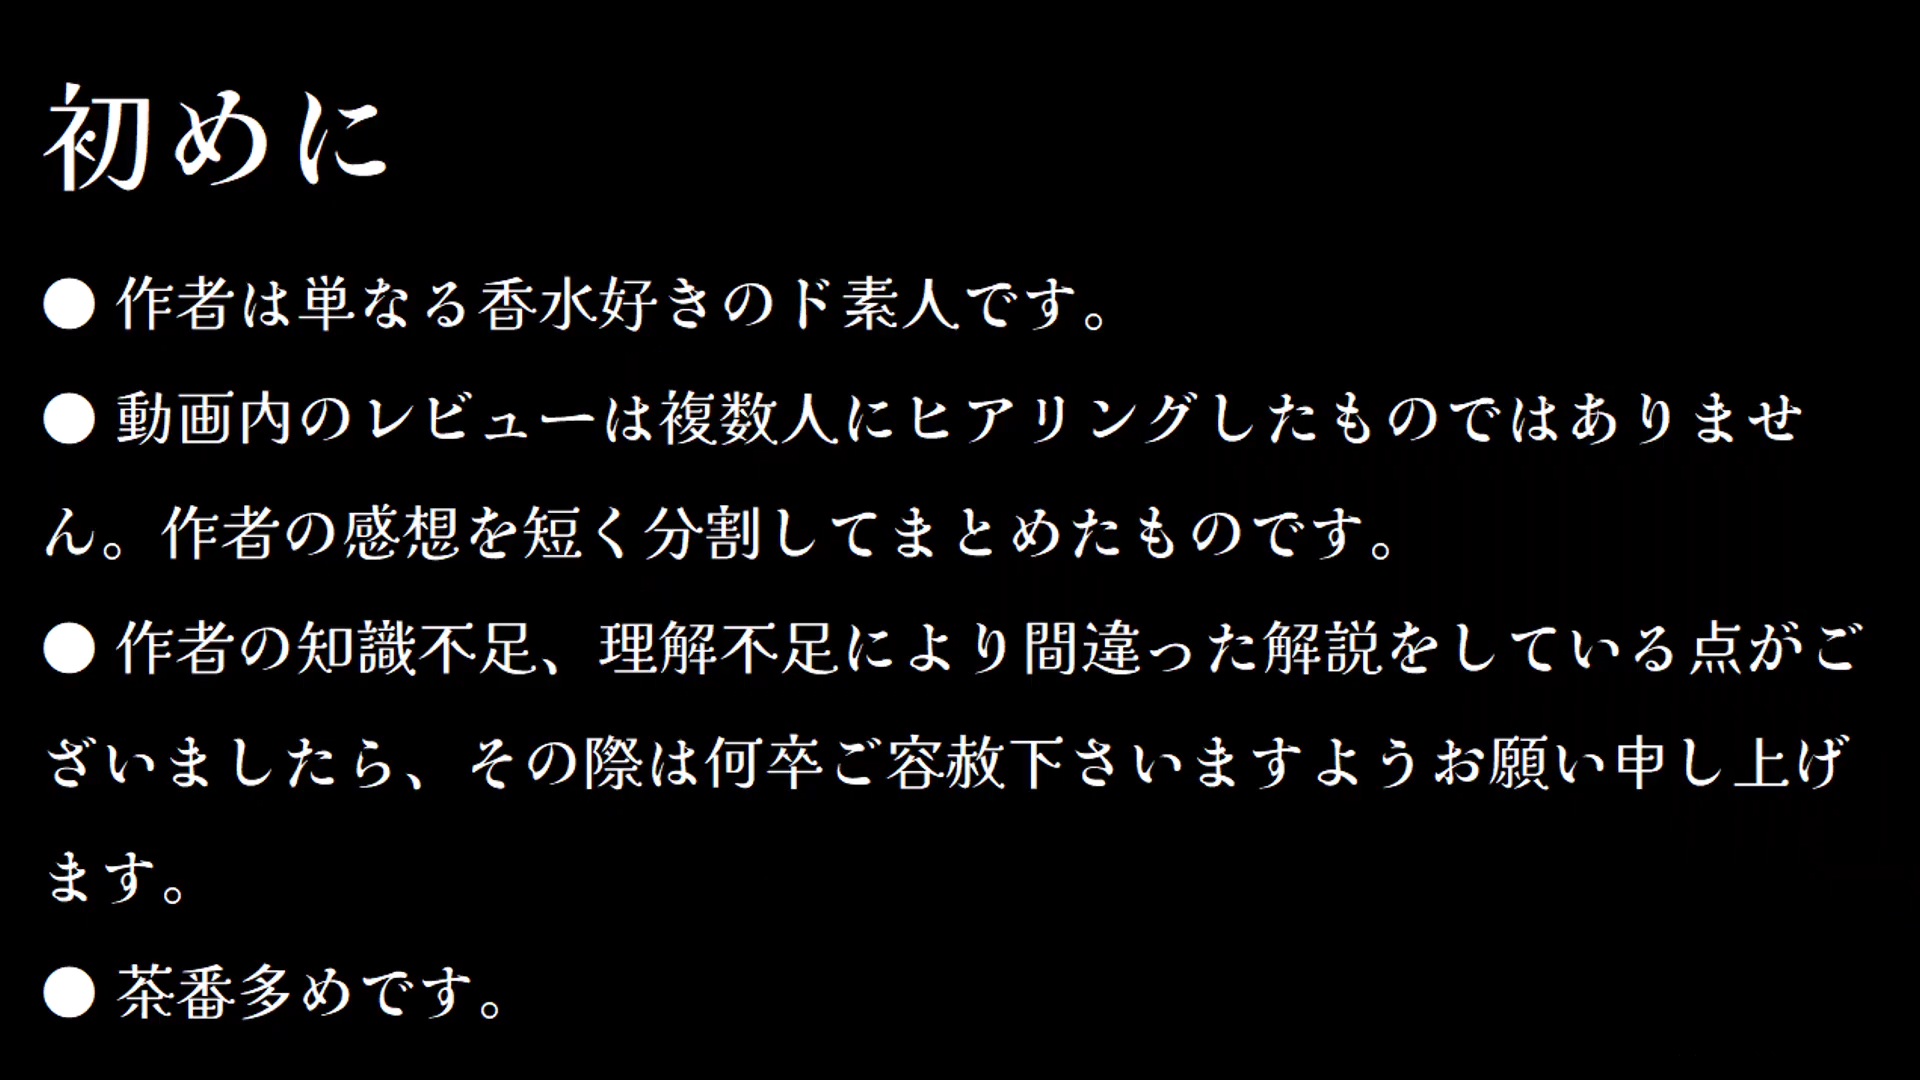 初めに
● 作者は単なる香水好きのド素人です。
● 動画内のレビューは複数人にヒアリングしたものではありませ
ん。作者の感想を短く分割してまとめたものです。
● 作者の知識不足、理解不足により間違った解説をしている点がご
ざいましたら、その際は何卒ご容赦下さいますようお願い申し上げ
ます。
● 茶番多めです。